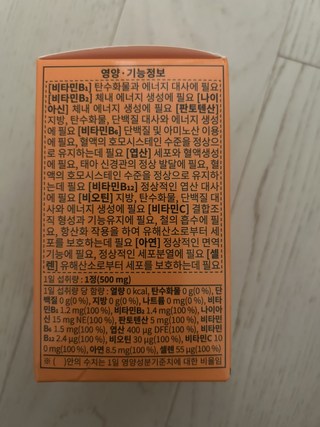 영양·기능정보
[비타민B₁] 탄수화물과 에너지 대사에 필요
[비타민B₂] 체내 에너지 생성에 필요 [나이
아신] 체내 에너지 생성에 필요 [판토텐산]
지방, 탄수화물, 단백질 대사와 에너지 생성
에 필요 [비타민B₆] 단백질 및 아미노산 이용
에 필요, 혈액의 호모시스테인 수준을 정상으
로 유지하는데 필요 [엽산] 세포와 혈액생성
에 필요, 태아 신경관의 정상 발달에 필요, 혈
액의 호모시스테인 수준을 정상으로 유지하
는데 필요 [비타민B₁₂] 정상적인 엽산 대사
에 필요 [비오틴] 지방, 탄수화물, 단백질 대
사와 에너지 생성에 필요 [비타민C] 결합조
직 형성과 기능유지에 필요, 철의 흡수에 필
요, 항산화 작용을 하여 유해산소로부터 세
포를 보호하는데 필요 [아연] 정상적인 면역
기능에 필요, 정상적인 세포분열에 필요 [셀
렌] 유해산소로부터 세포를 보호하는데 필요
1일 섭취량 : 1정(500 mg)
1일 섭취량 당 함량 : 열량 0 kcal, 탄수화물 0 g(0 %), 단
백질 0 g(0 %), 지방 0 g(0 %), 나트륨 0 mg(0 %), 비타
민B₁ 1.2 mg(100 %), 비타민B₂ 1.4 mg(100 %), 나이아
신 15 mg NE(100 %), 판토텐산 5 mg(100 %), 비타민
B₆ 1.5 mg(100 %), 엽산 400 μg DFE(100 %), 비타민
B₁₂ 2.4 μg(100 %), 비오틴 30 μg(100 %), 비타민C 10
0 mg(100 %), 아연 8.5 mg(100 %), 셀렌 55 μg(100 %)
※ ( )안의 수치는 1일 영양성분기준치에 대한 비율임